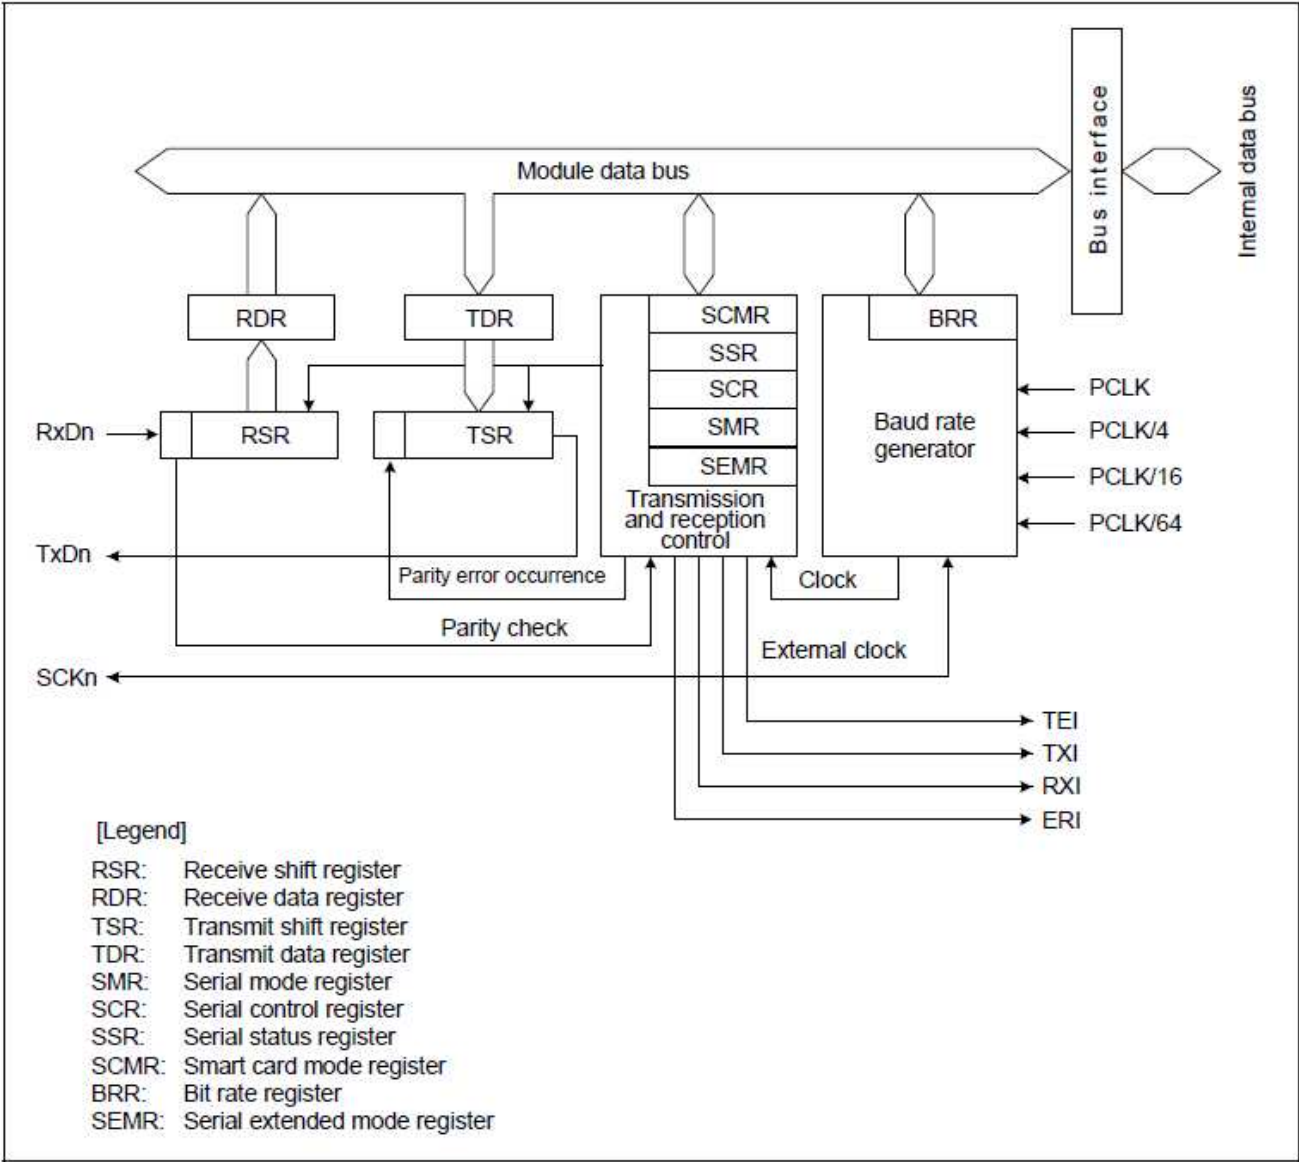 Module data bus
Bus interface
Internal data bus
RDR
TDR
SCMR
SSR
SCR
SMR
SEMR
Transmission
and reception
control
BRR
Baud rate
generator
PCLK
PCLK/4
PCLK/16
PCLK/64
RxDn
RSR
TSR
TxDn
Parity error occurrence
Clock
Parity check
External clock
SCKn
TEI
TXI
RXI
ERI
[Legend]
RSR: Receive shift register
RDR: Receive data register
TSR: Transmit shift register
TDR: Transmit data register
SMR: Serial mode register
SCR: Serial control register
SSR: Serial status register
SCMR: Smart card mode register
BRR: Bit rate register
SEMR: Serial extended mode register